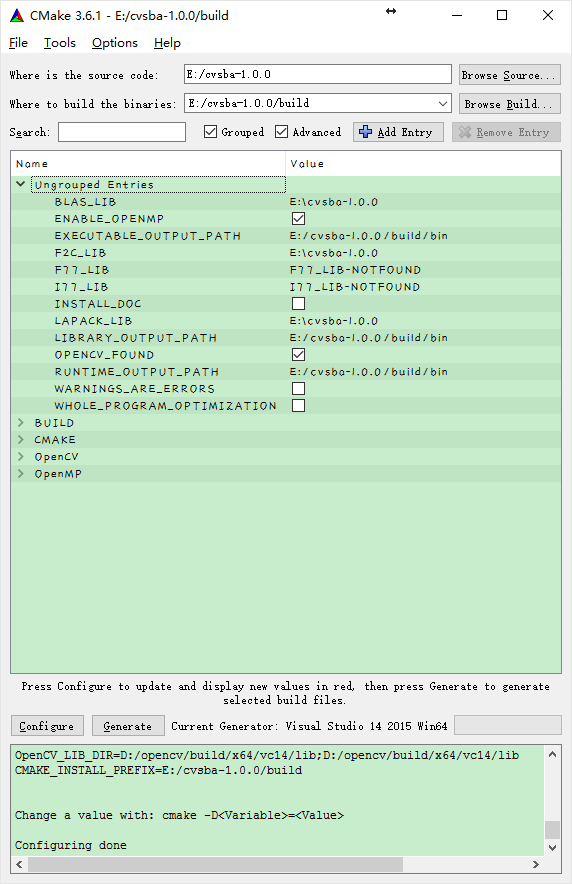 CMake 3.6.1 - E:/cvsba-1.0.0/build
File Tools Options Help
Where is the source code: E:/cvsba-1.0.0 Browse Source...
Where to build the binaries: E:/cvsba-1.0.0/build Browse Build...
Search: Grouped Advanced Add Entry Remove Entry
Name Value
Ungrouped Entries
BLAS_LIB E:\cvsba-1.0.0
ENABLE_OPENMP
EXECUTABLE_OUTPUT_PATH E:/cvsba-1.0.0/build/bin
F2C_LIB E:\cvsba-1.0.0
F77_LIB F77_LIB-NOTFOUND
I77_LIB I77_LIB-NOTFOUND
INSTALL_DOC
LAPACK_LIB E:\cvsba-1.0.0
LIBRARY_OUTPUT_PATH E:/cvsba-1.0.0/build/bin
OPENCV_FOUND
RUNTIME_OUTPUT_PATH E:/cvsba-1.0.0/build/bin
WARNINGS_ARE_ERRORS
WHOLE_PROGRAM_OPTIMIZATION
BUILD
CMAKE
OpenCV
OpenMP
Press Configure to update and display new values in red, then press Generate to generate
selected build files.
Configure Generate Current Generator: Visual Studio 14 2015 Win64
OpenCV_LIB_DIR=D:/opencv/build/x64/vc14/lib;D:/opencv/build/x64/vc14/lib
CMAKE_INSTALL_PREFIX=E:/cvsba-1.0.0/build
Change a value with: cmake -D<Variable>=<Value>
Configuring done